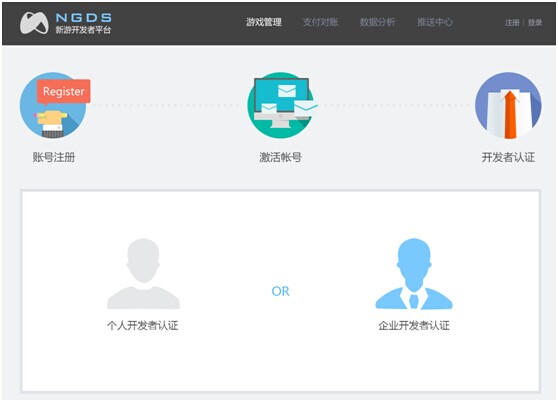 NGDS
新游开发者平台
游戏管理 支付对账 数据分析 推送中心
注册 | 登录
Register
账号注册 激活帐号 开发者认证
OR
个人开发者认证 企业开发者认证